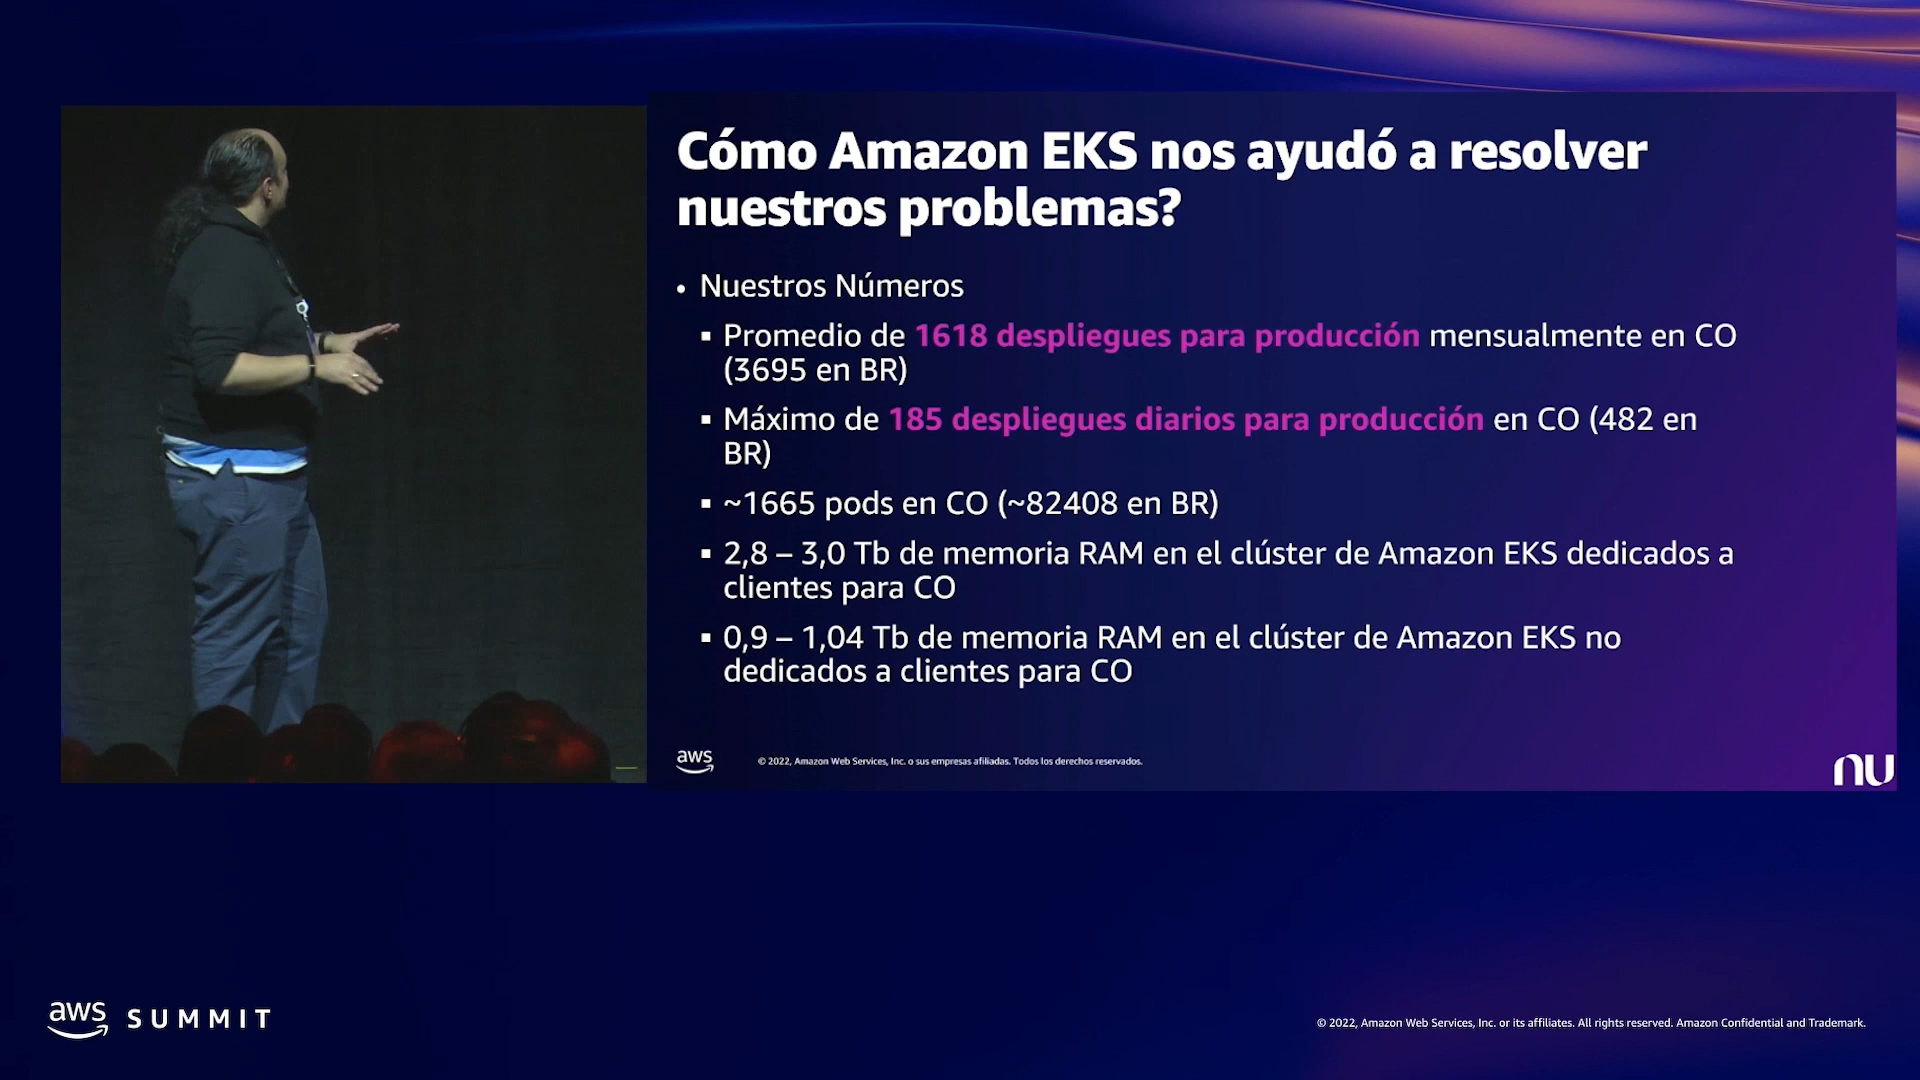 Cómo Amazon EKS nos ayudó a resolver
nuestros problemas?
• Nuestros Números
▪ Promedio de 1618 despliegues para producción mensualmente en CO
(3695 en BR)
▪ Máximo de 185 despliegues diarios para producción en CO (482 en
BR)
▪ ~1665 pods en CO (~82408 en BR)
▪ 2,8 – 3,0 Tb de memoria RAM en el clúster de Amazon EKS dedicados a
clientes para CO
▪ 0,9 – 1,04 Tb de memoria RAM en el clúster de Amazon EKS no
dedicados a clientes para CO
aws
© 2022, Amazon Web Services, Inc. o sus empresas afiliadas. Todos los derechos reservados.
nu
aws SUMMIT
© 2022, Amazon Web Services, Inc. or its affiliates. All rights reserved. Amazon Confidential and Trademark.